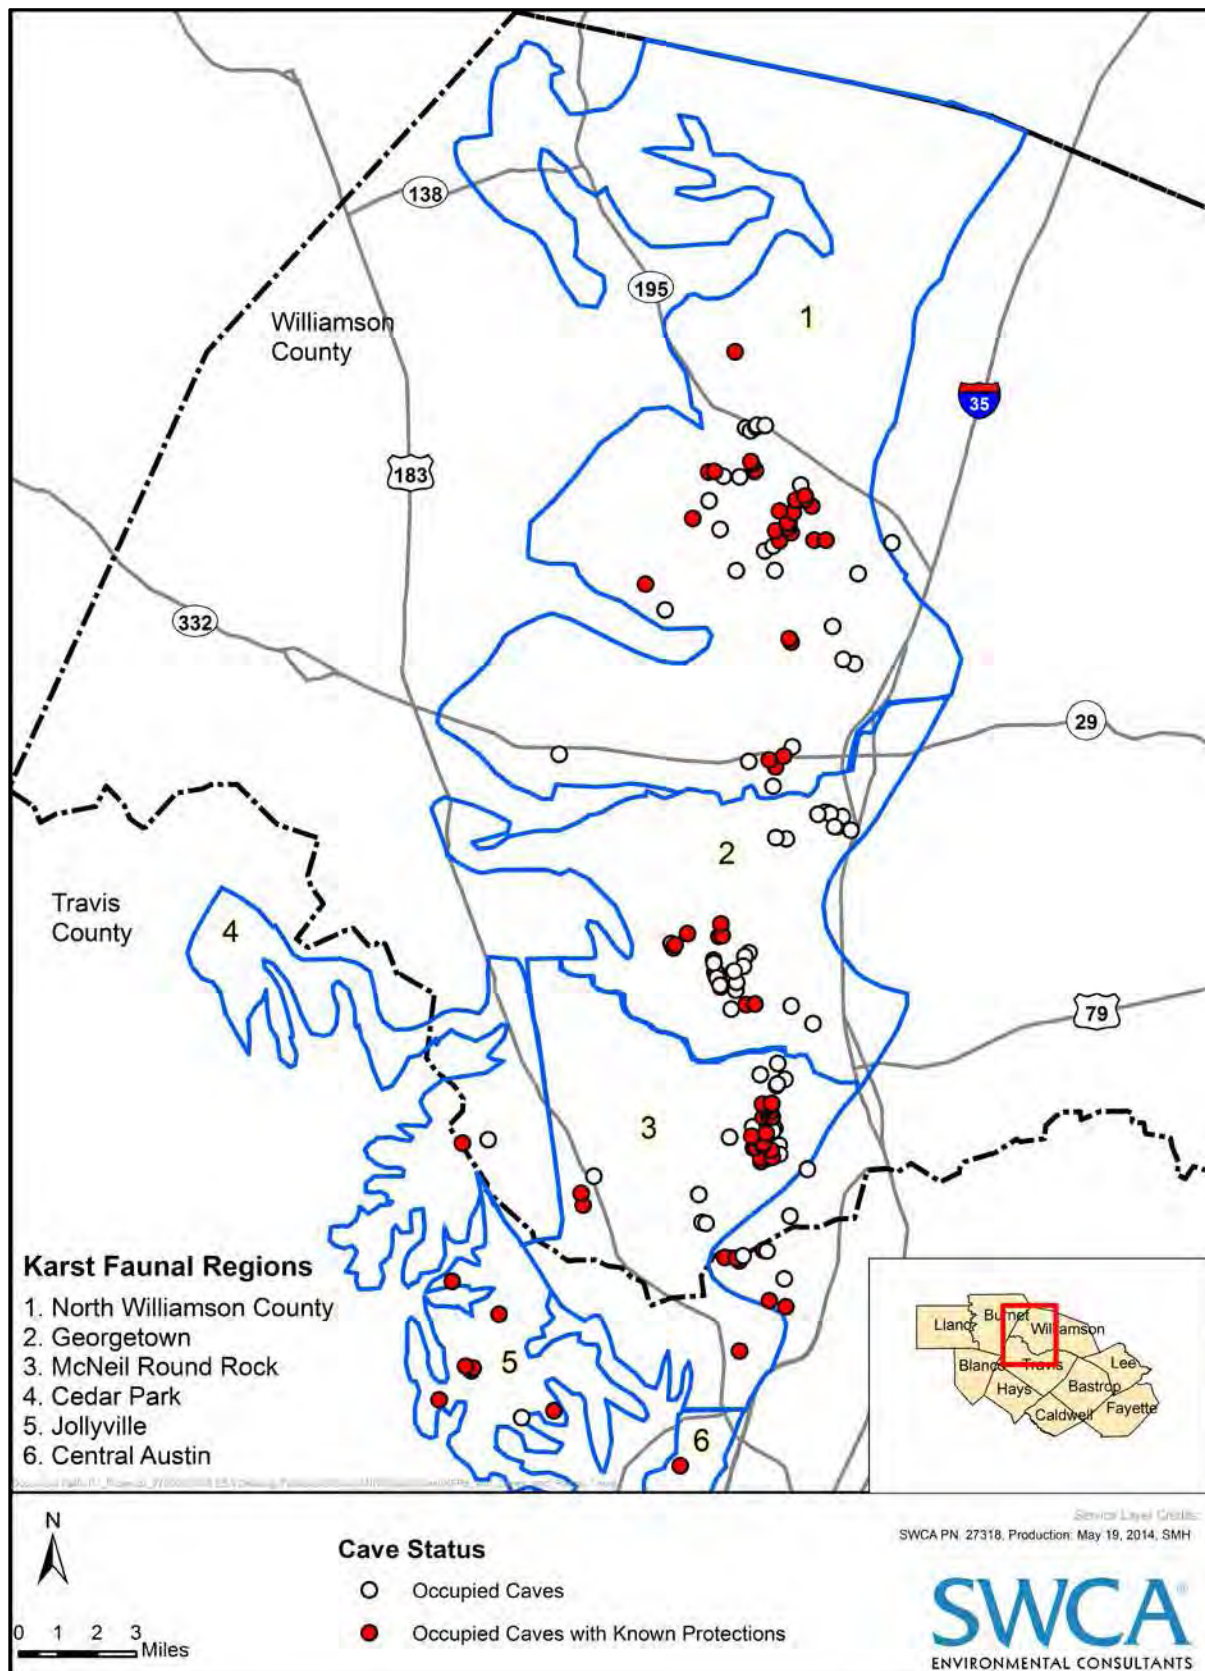 138
195
1
Williamson
County
35
183
332
29
2
Travis
County
4
79
3
Karst Faunal Regions
1. North Williamson County
2. Georgetown
3. McNeil Round Rock
4. Cedar Park
5. Jollyville
6. Central Austin
5
6
Burnet
Llano
Williamson
Blanco
Travis
Lee
Hays
Bastrop
Caldwell
Fayette
Service Layer Credits:
SWCA PN. 27318, Production: May 19, 2014, SMH
N
0 1 2 3
Miles
Cave Status
Occupied Caves
Occupied Caves with Known Protections
SWCA®
ENVIRONMENTAL CONSULTANTS